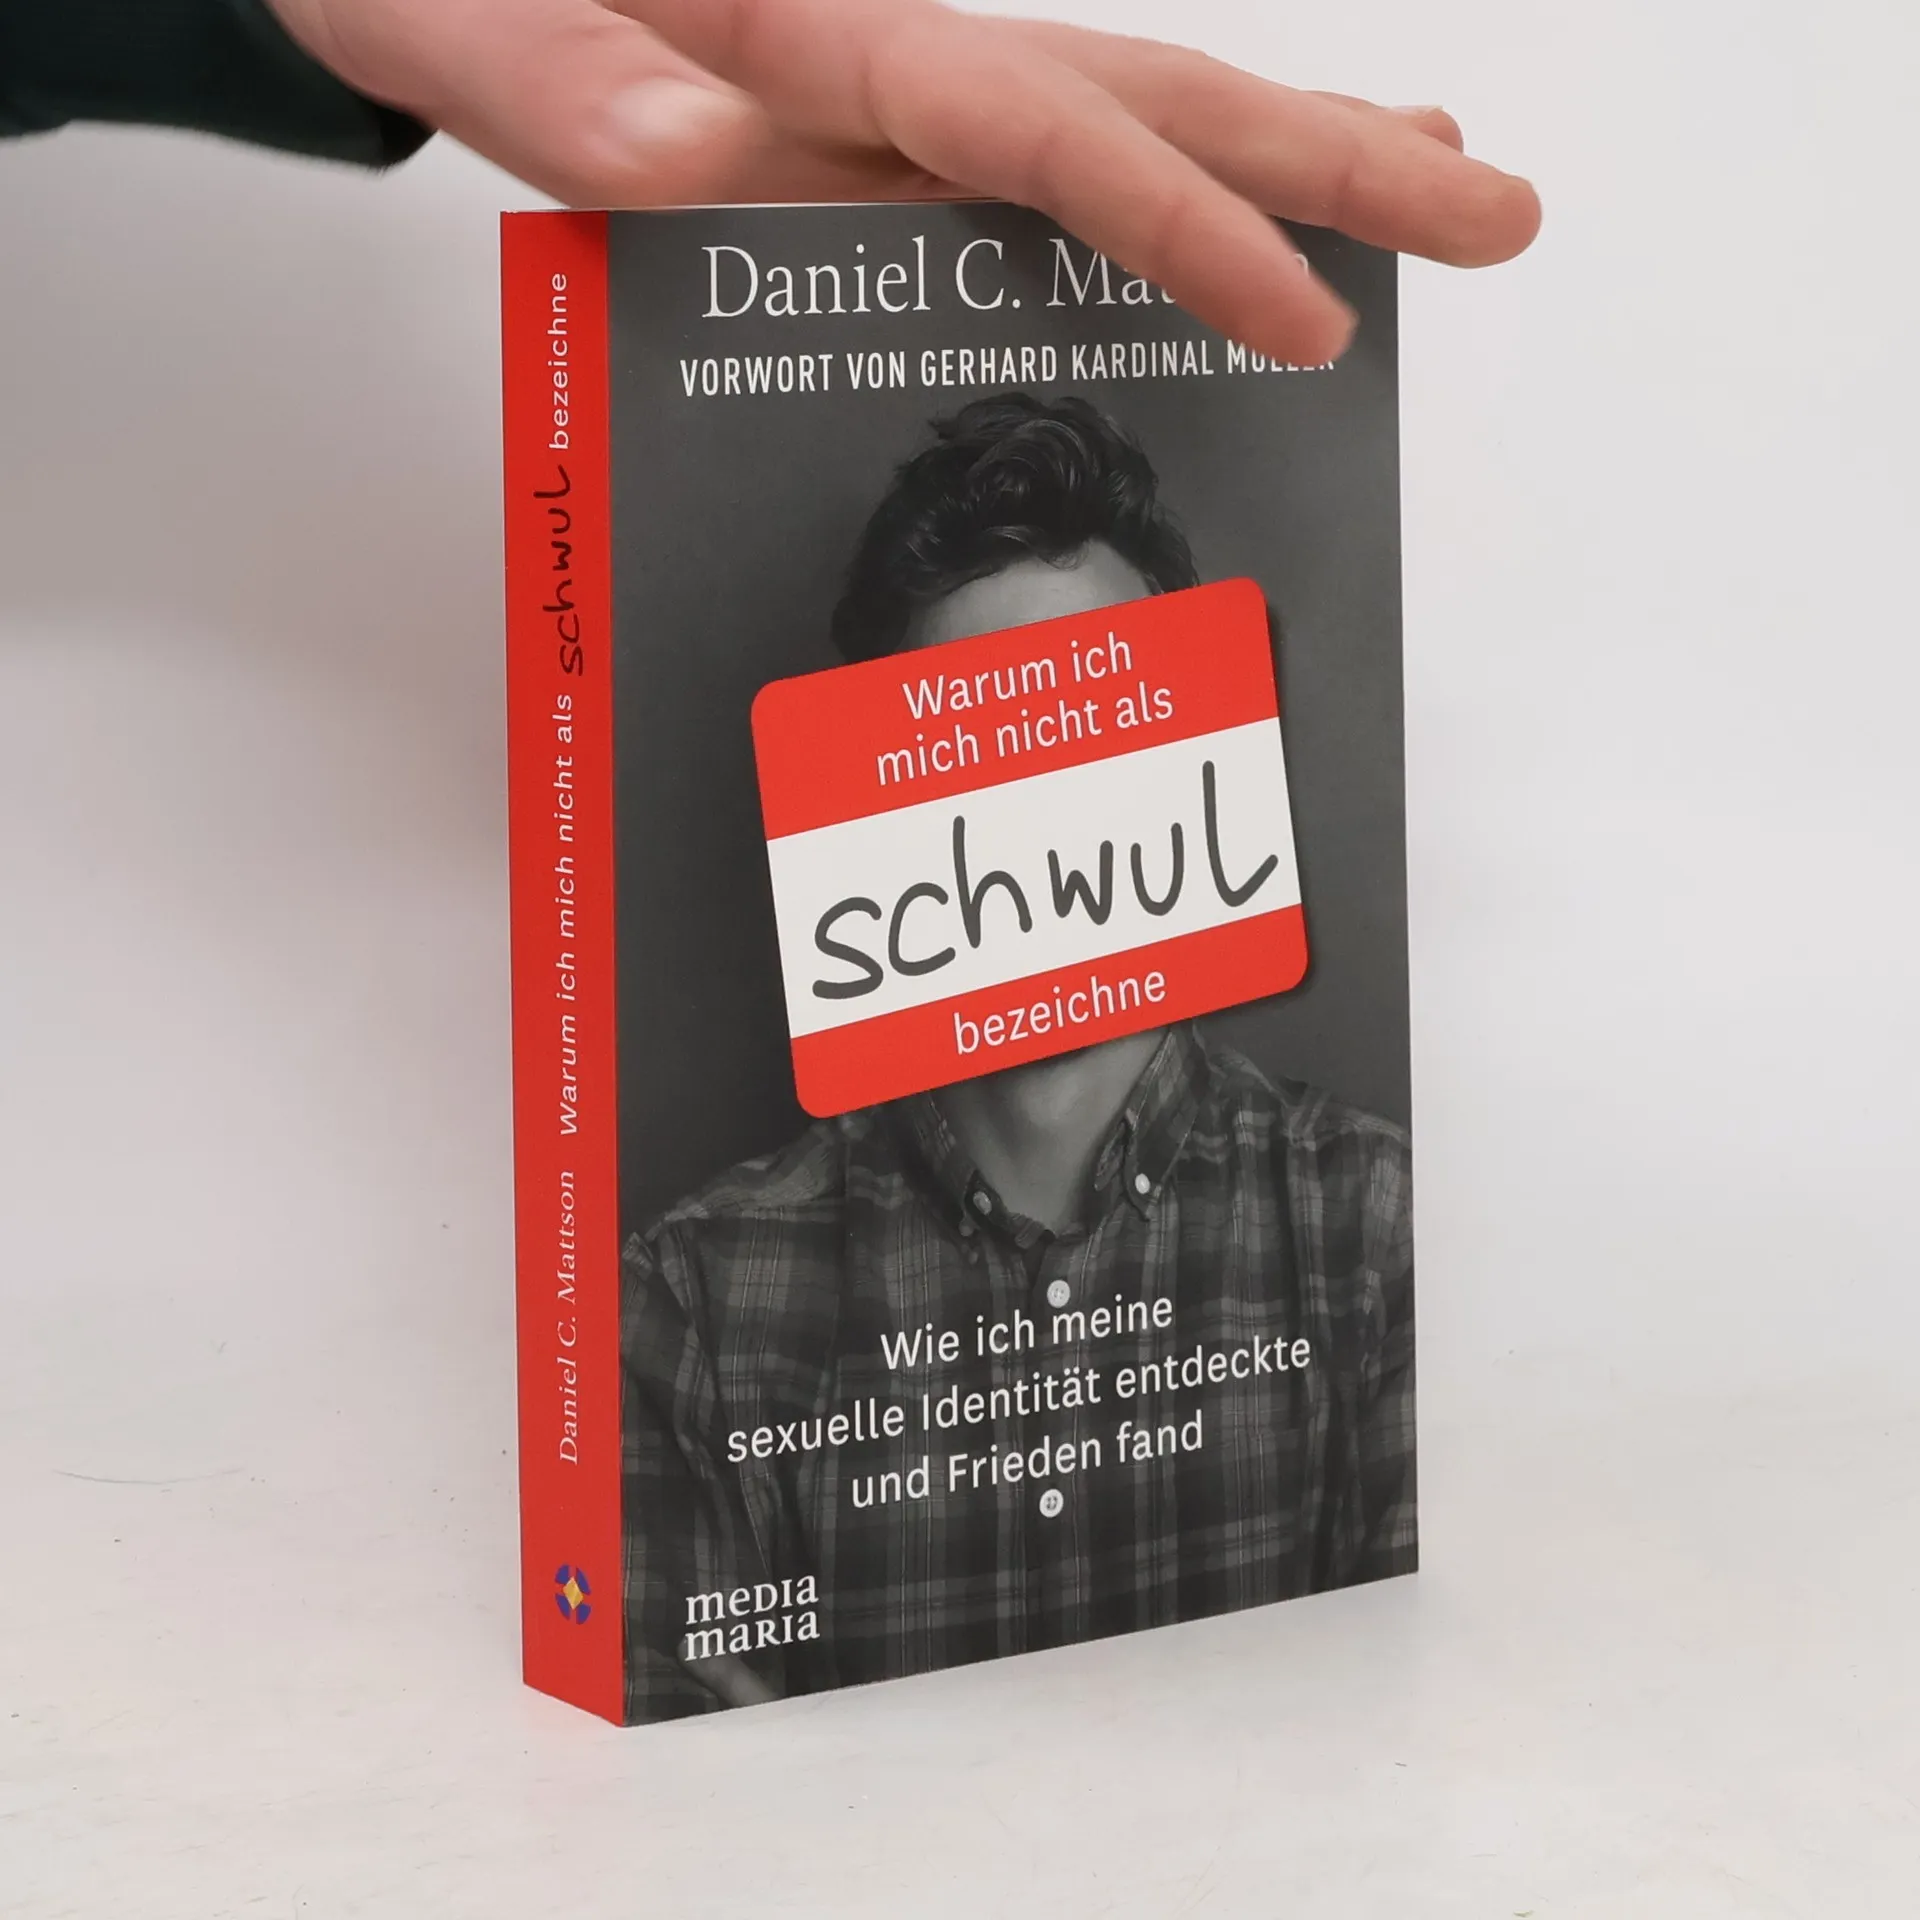 Daniel C. Mattson Warum ich mich nicht als schwul bezeichne
Daniel C.
VORWORT VON GERHARD KARDINAL MÜLLER
Warum ich
mich nicht als
schwul
bezeichne
Wie ich meine
sexuelle Identität entdeckte
und Frieden fand
media
maria